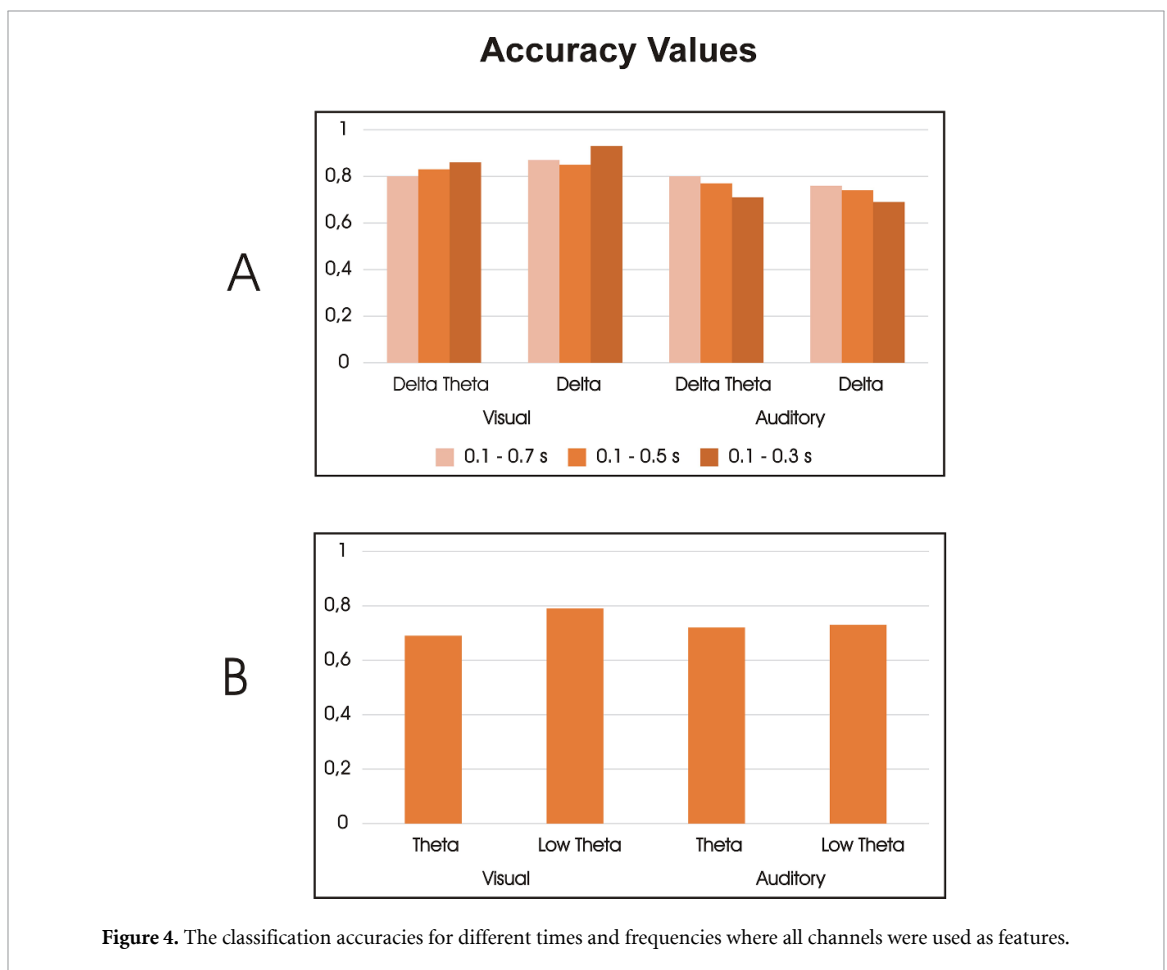 Accuracy Values
A
1
0,8
0,6
0,4
0,2
0
Delta Theta Delta Delta Theta Delta
Visual Auditory
0.1 - 0.7 s 0.1 - 0.5 s 0.1 - 0.3 s
B
1
0,8
0,6
0,4
0,2
0
Theta Low Theta Theta Low Theta
Visual Auditory
Figure 4. The classification accuracies for different times and frequencies where all channels were used as features.